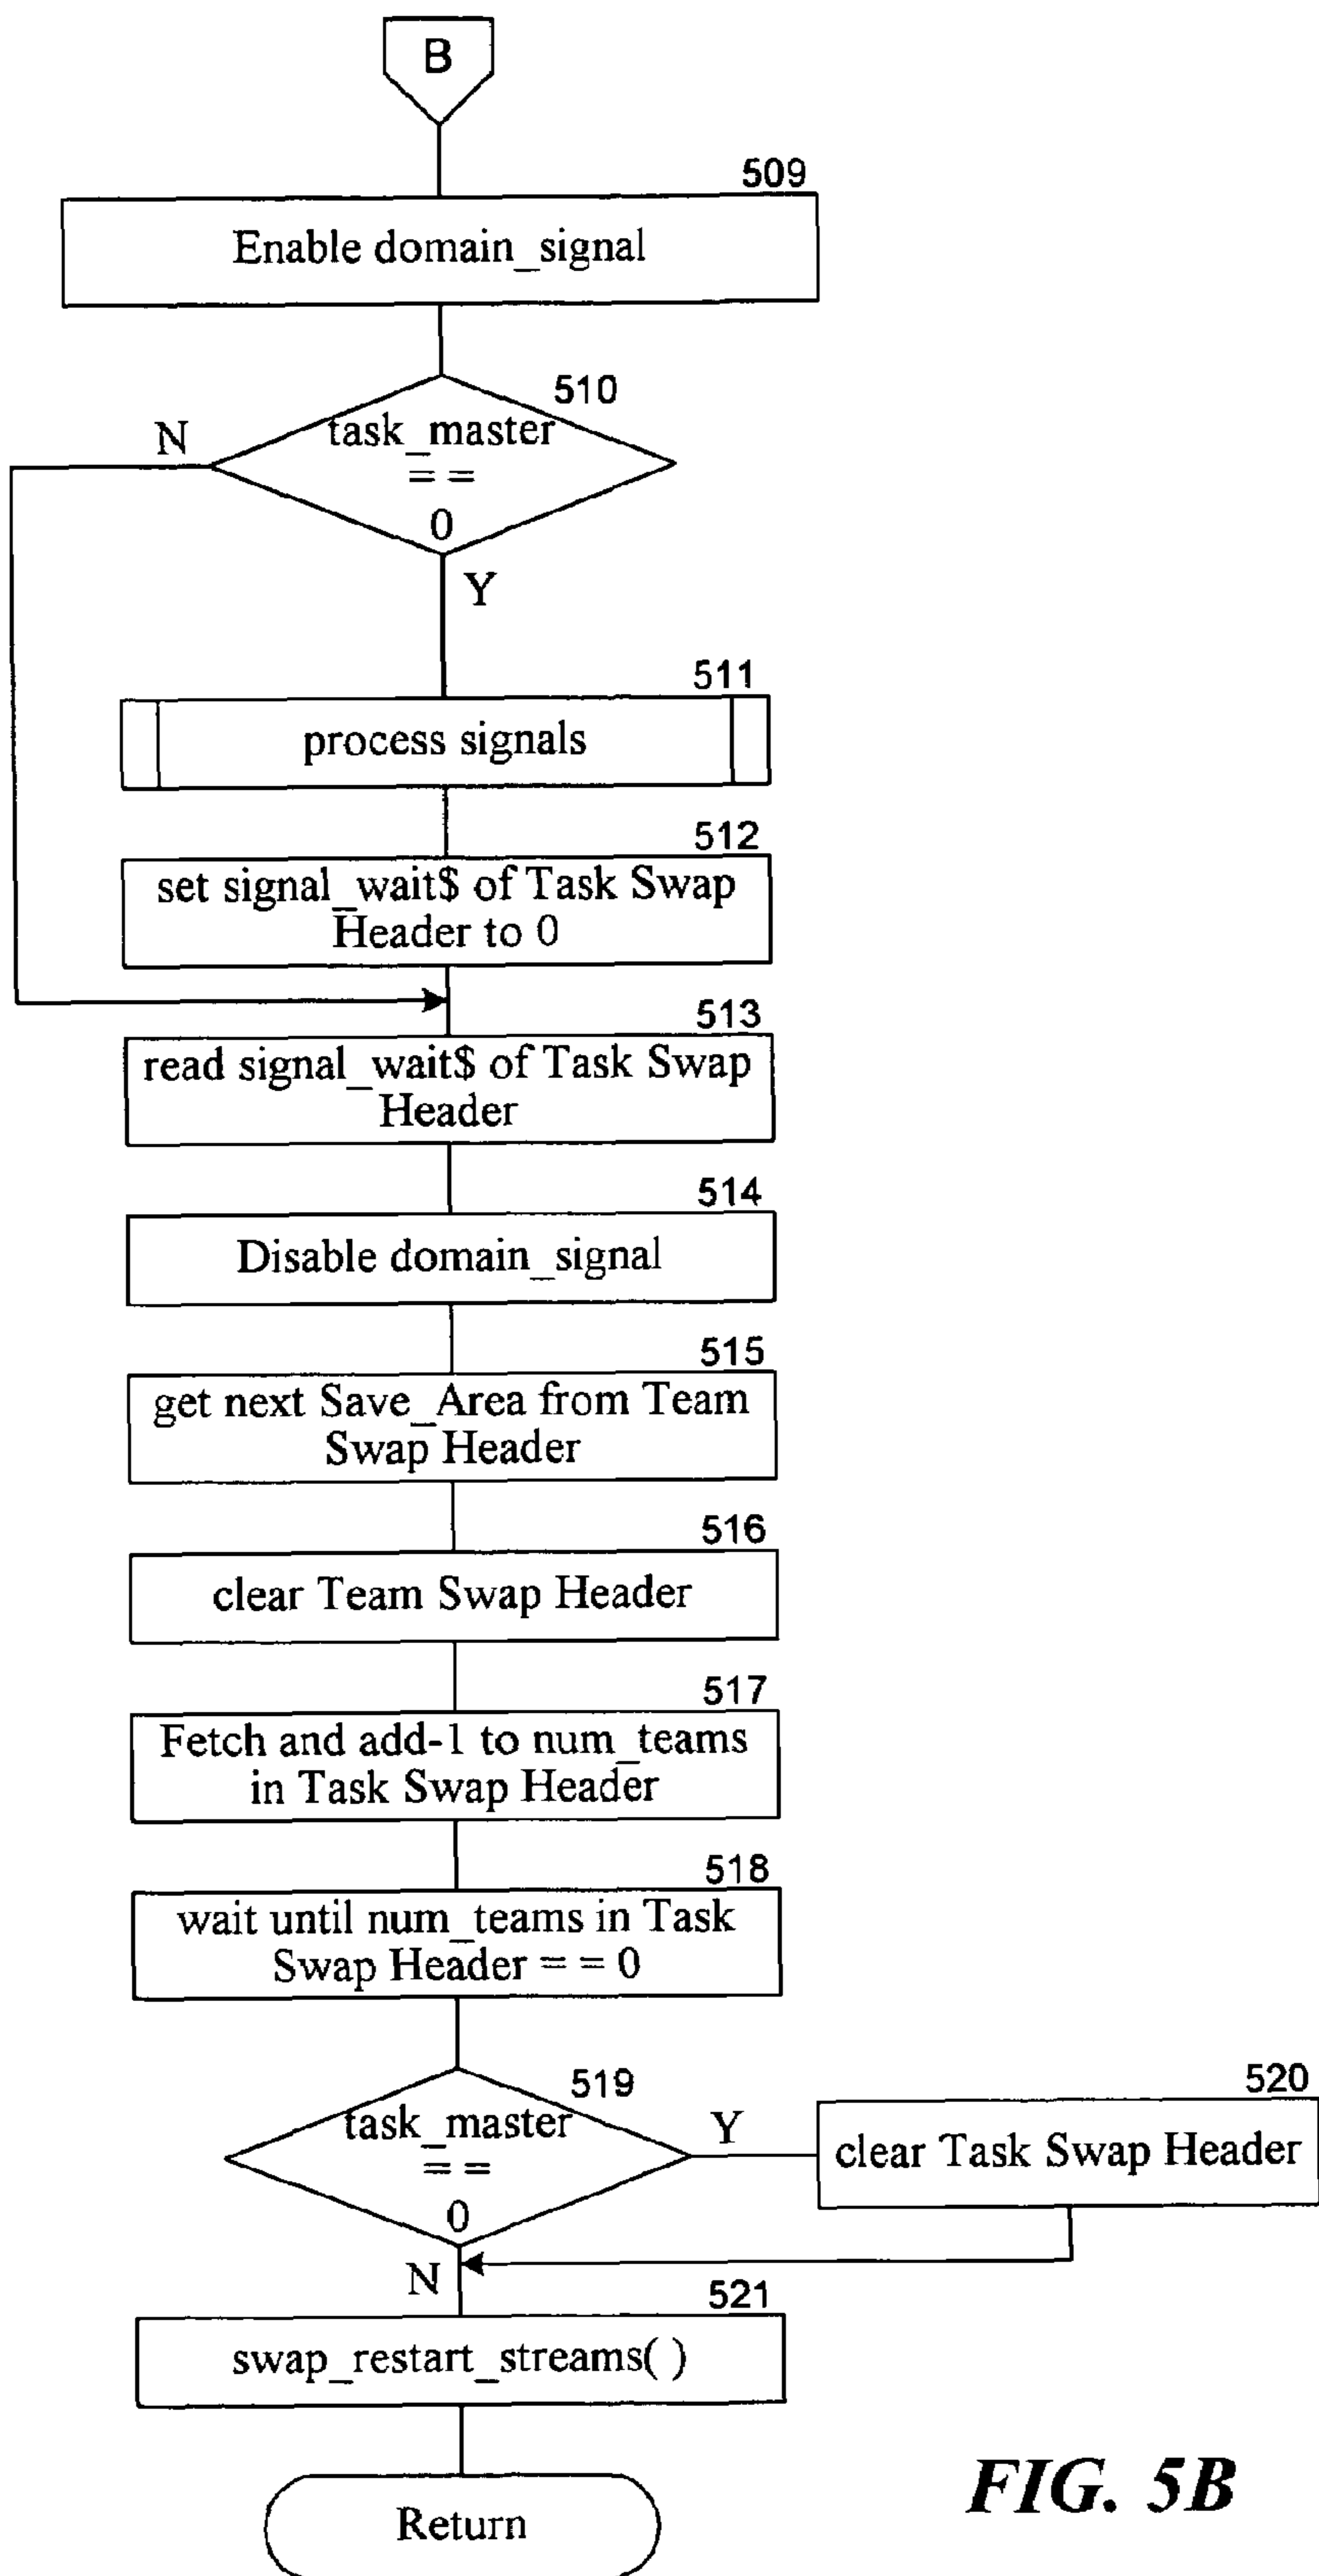 B
509
Enable domain_signal
510
N
task_master
= =
0
Y
511
process signals
512
set signal_wait$ of Task Swap
Header to 0
513
read signal_wait$ of Task Swap
Header
514
Disable domain_signal
515
get next Save_Area from Team
Swap Header
516
clear Team Swap Header
517
Fetch and add-1 to num_teams
in Task Swap Header
518
wait until num_teams in Task
Swap Header = = 0
519
520
task_master
Y
clear Task Swap Header
= =
0
N
521
swap_restart_streams( )
Return
FIG. 5B